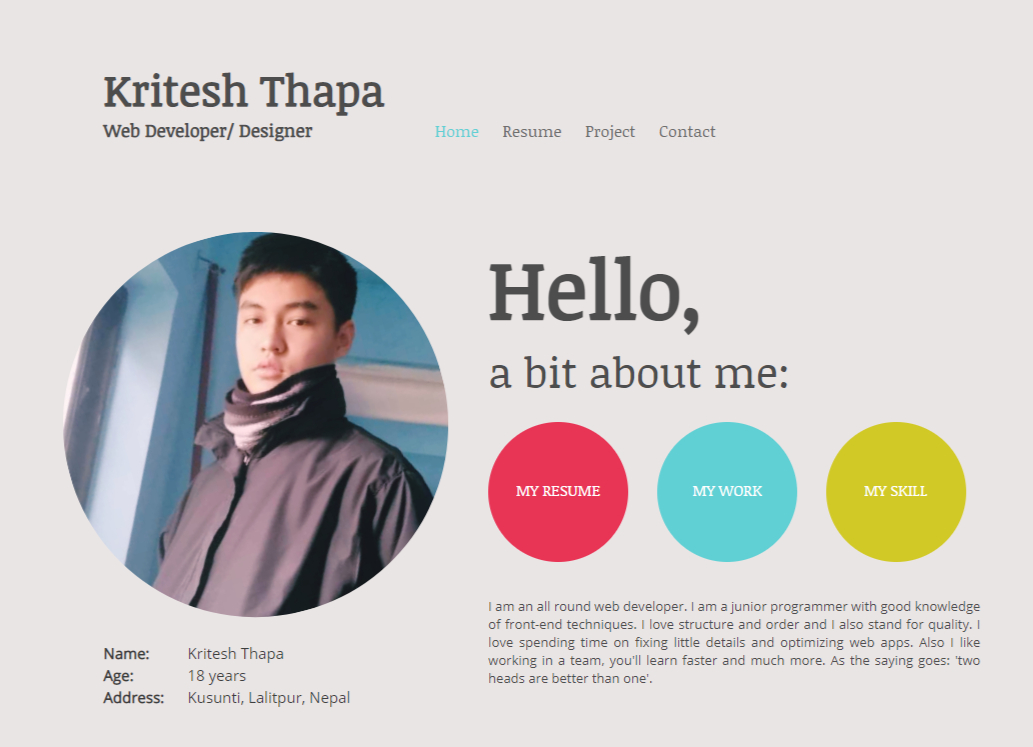 Kritesh Thapa
Web Developer/ Designer
Home Resume Project Contact
Hello,
a bit about me:
MY RESUME MY WORK MY SKILL
I am an all round web developer. I am a junior programmer with good knowledge
of front-end techniques. I love structure and order and I also stand for quality. I
love spending time on fixing little details and optimizing web apps. Also I like
working in a team, you'll learn faster and much more. As the saying goes: 'two
heads are better than one'.
Name: Kritesh Thapa
Age: 18 years
Address: Kusunti, Lalitpur, Nepal